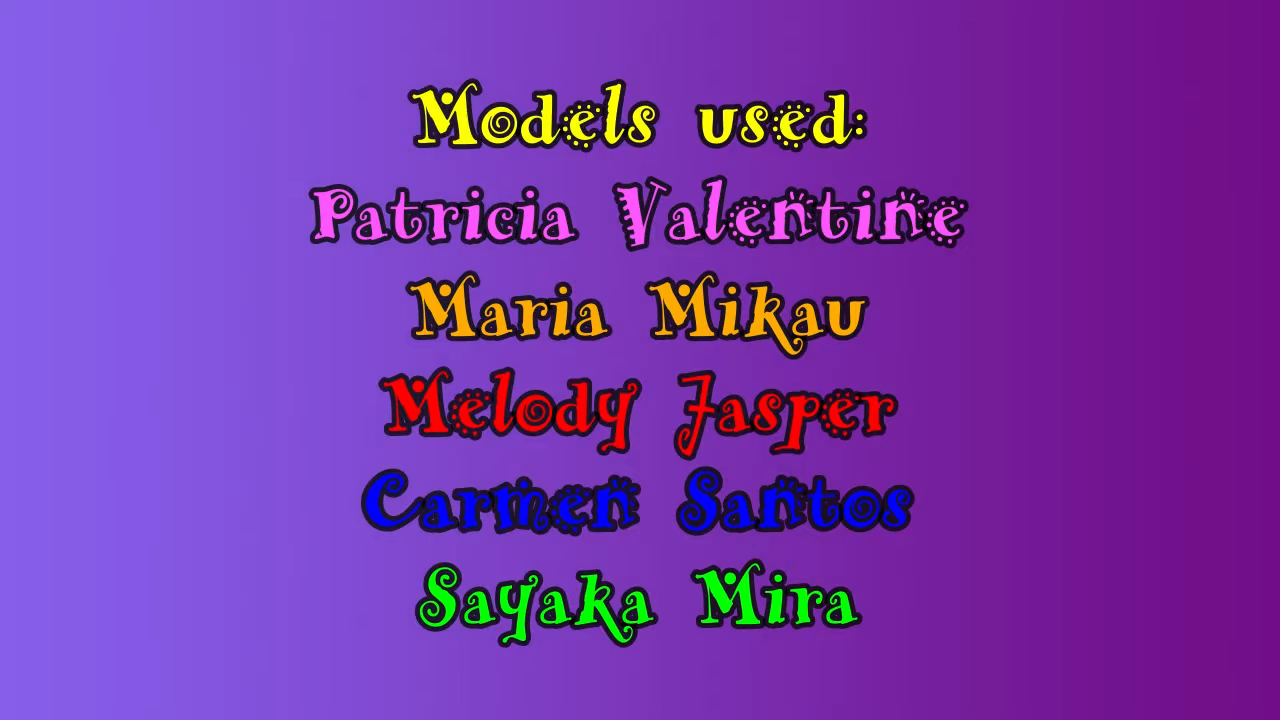 Models used:
Patricia Valentine
Maria Mikau
Melody Jasper
Carmen Santos
Sayaka Mira